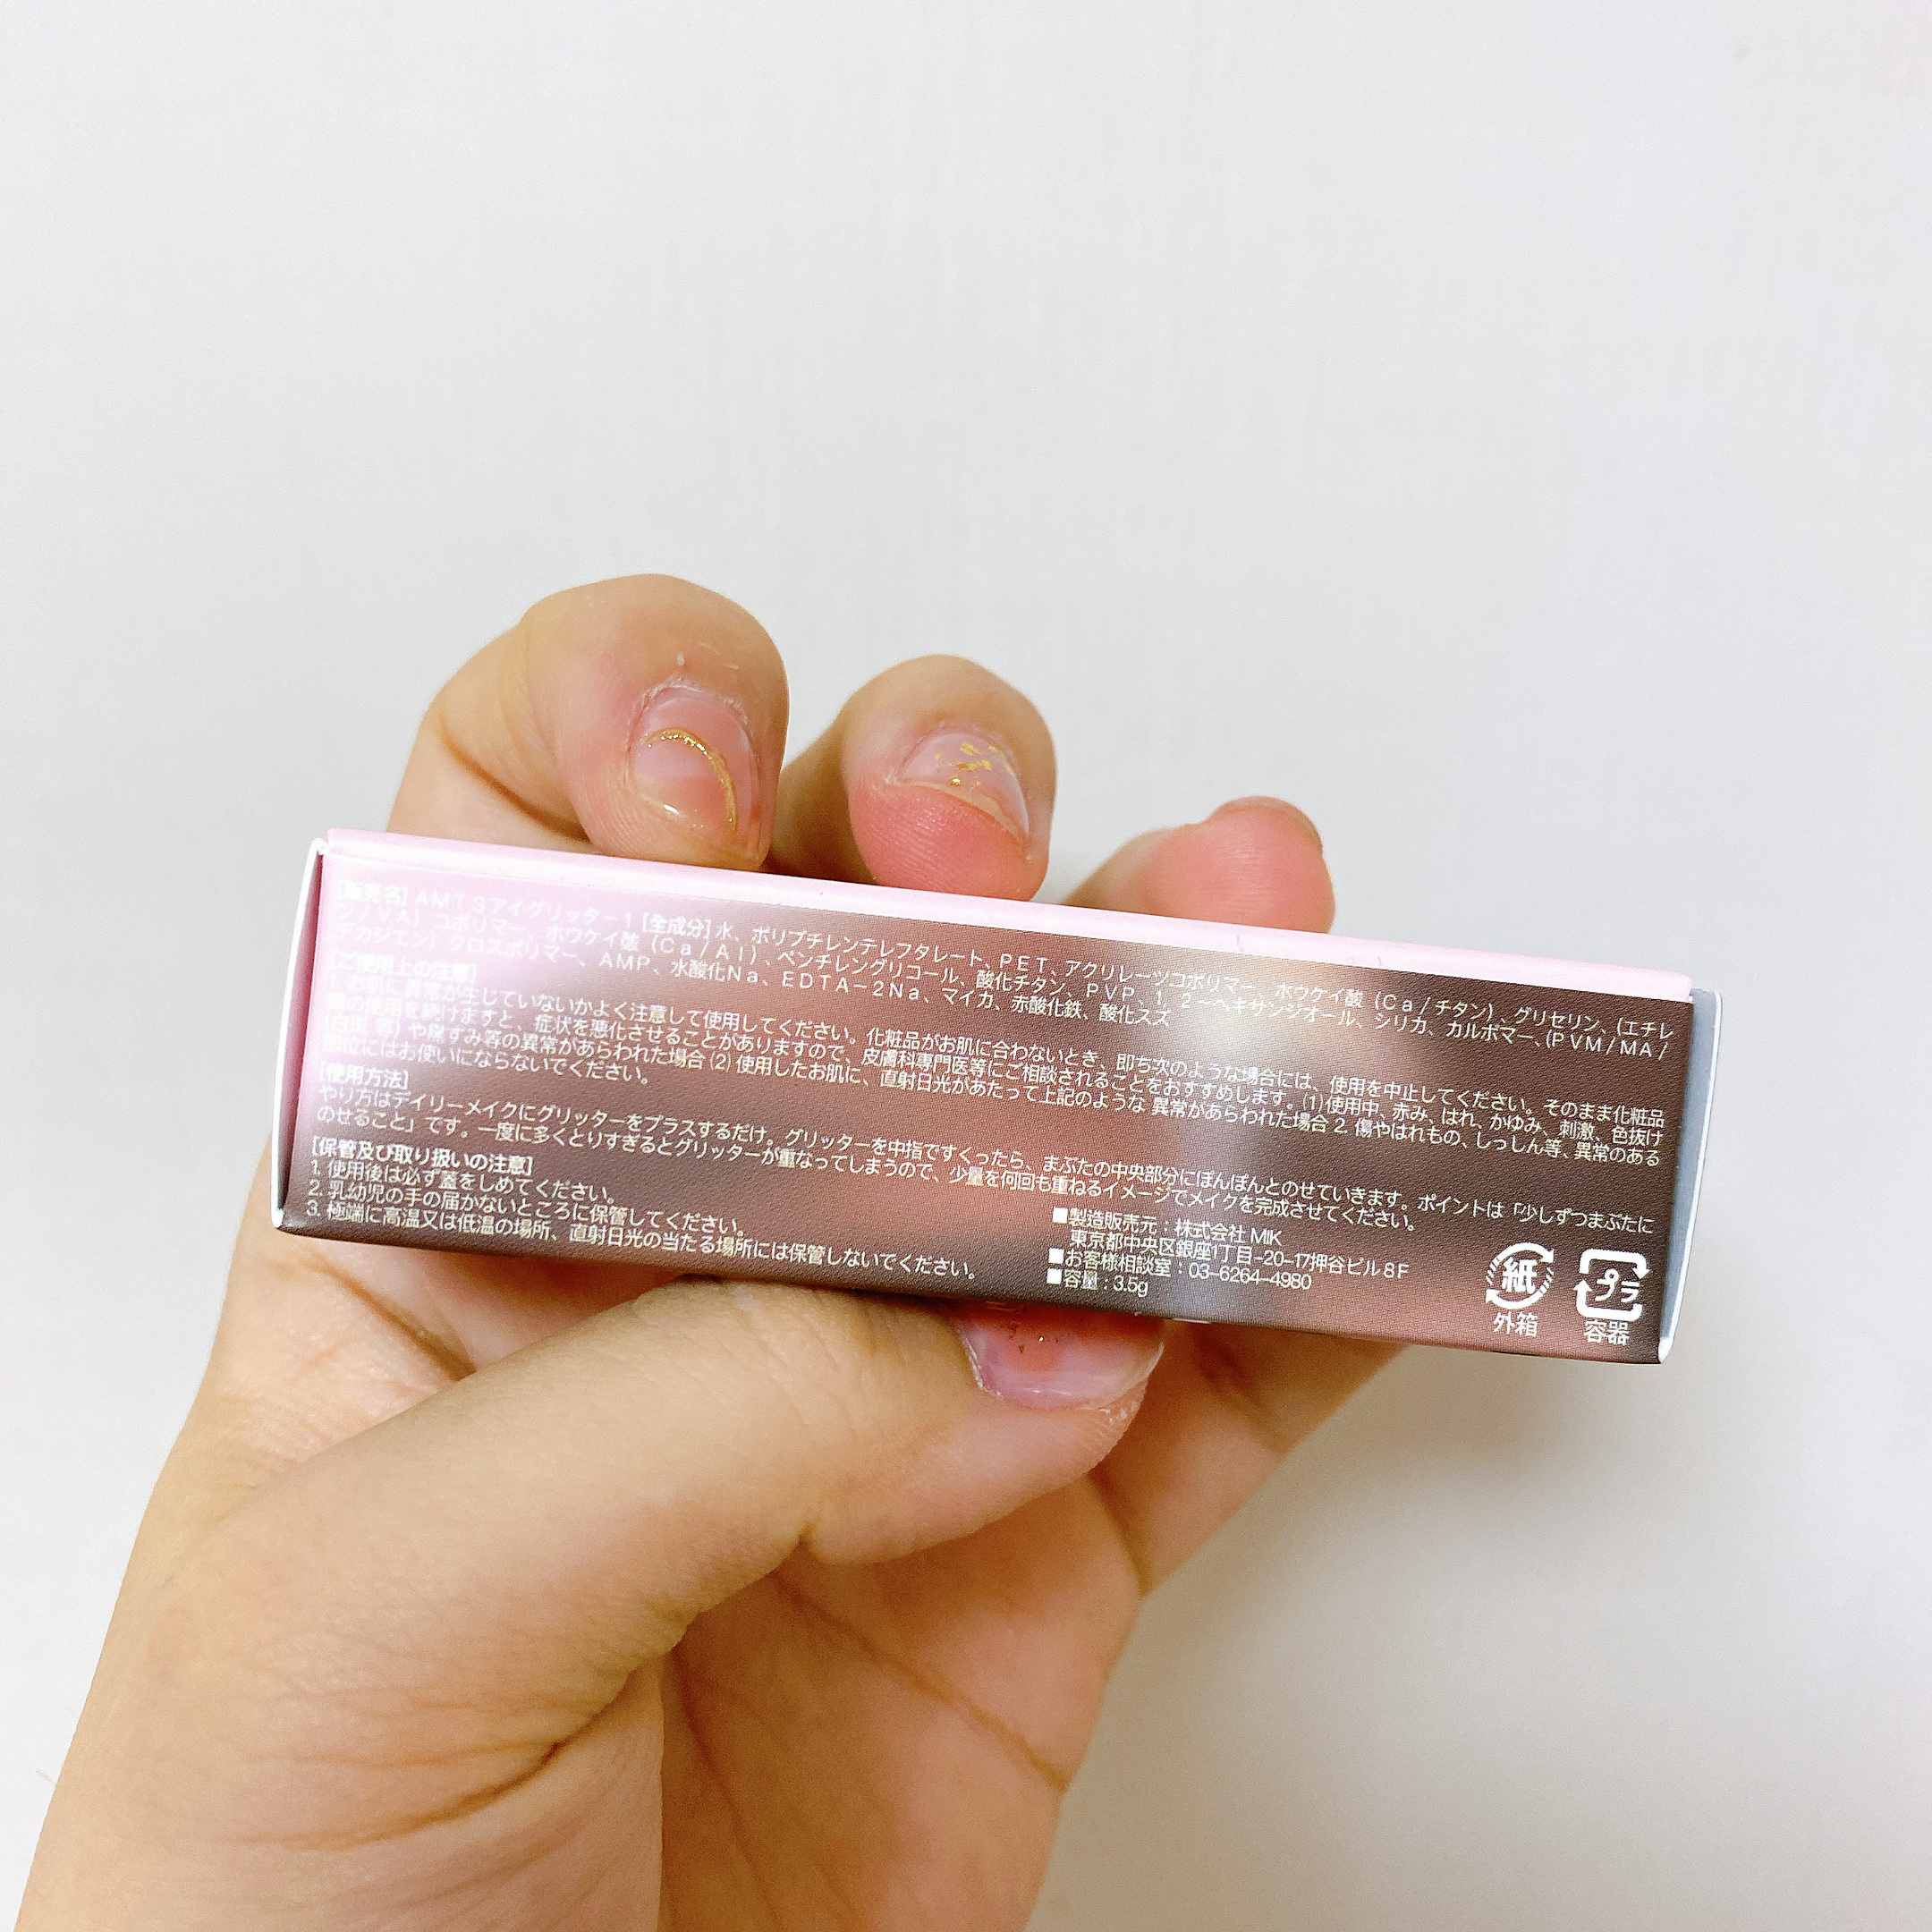 [販売名] AMTSアイグリッター1 [全成分] 水、ポリブチレンテレフタレート、PET、アクリレーツコポリマー、ホウケイ酸 (Ca/チタン)、グリセリン、(エチレ
ン/VA) コポリマー、ホウケイ酸 (Ca/Al)、ペンチレングリコール、酸化チタン、PVP、1, 2-ヘキサンジオール、シリカ、カルボマー、(PVM/MA/
デカジエン) クロスポリマー、AMP、水酸化Na、EDTA-2Na、マイカ、赤酸化鉄、酸化スズ
[ご使用上の注意]
1. お肌に異常が生じていないかよく注意して使用してください。化粧品がお肌に合わないとき、即ち次のような場合には、使用を中止してください。そのまま化粧品
類の使用を続けますと、症状を悪化させることがありますので、皮膚科専門医等にご相談されることをおすすめします。(1)使用中、赤み、はれ、かゆみ、刺激、色抜け
(白斑 等) や黒ずみ等の異常があらわれた場合 (2) 使用したお肌に、直射日光があたって上記のような 異常があらわれた場合 2. 傷やはれもの、しっしん等、異常のある
部位にはお使いにならないでください。
[使用方法]
やり方はデイリーメイクにグリッターをプラスするだけ。グリッターを中指ですくったら、まぶたの中央部分にぽんぽんとのせていきます。ポイントは「少しずつまぶたに
のせること」です。一度に多くとりすぎるとグリッターが重なってしまうので、少量を何回も重ねるイメージでメイクを完成させてください。
[保管及び取り扱いの注意]
1. 使用後は必ず蓋をしめてください。
2. 乳幼児の手の届かないところに保管してください。
3. 極端に高温又は低温の場所、直射日光の当たる場所には保管しないでください。
■製造販売元：株式会社 MIK
東京都中央区銀座1丁目-20-17押谷ビル8F
■お客様相談室：03-6264-4980
■容量：3.5g
紙
外箱
プラ
容器